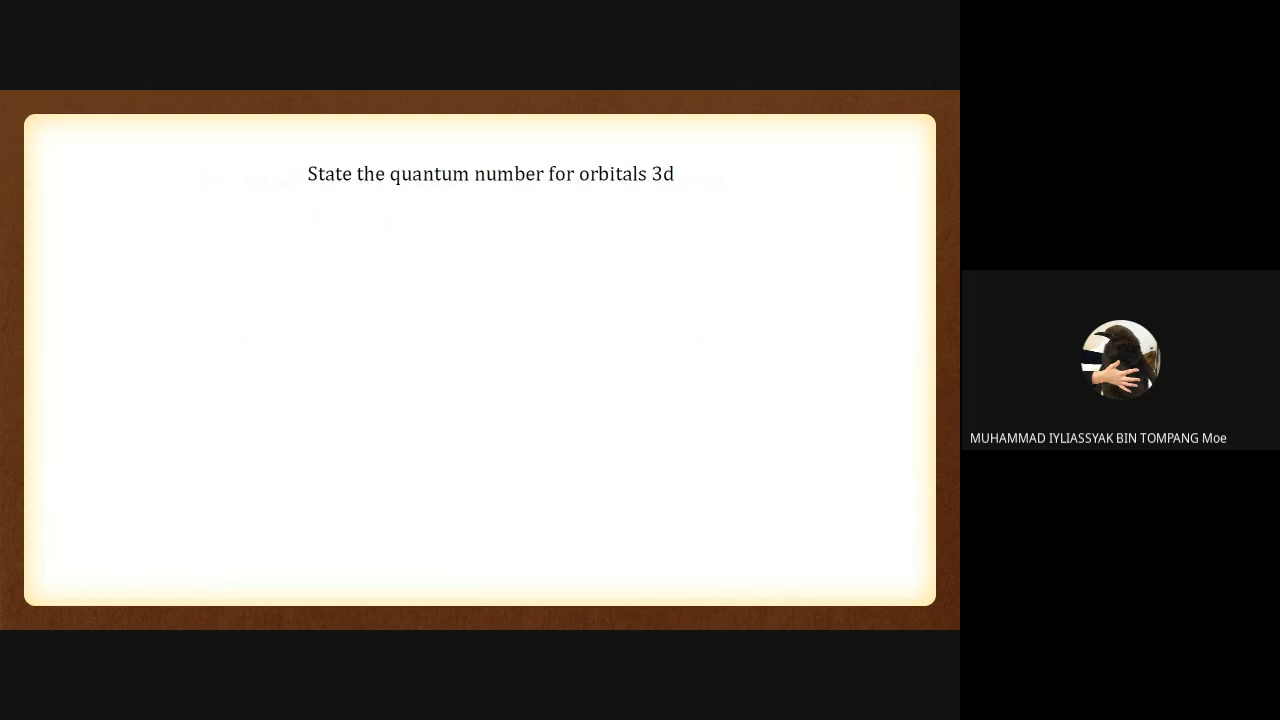 State the quantum number for orbitals 3d
MUHAMMAD IYLIASSYAK BIN TOMPANG Moe